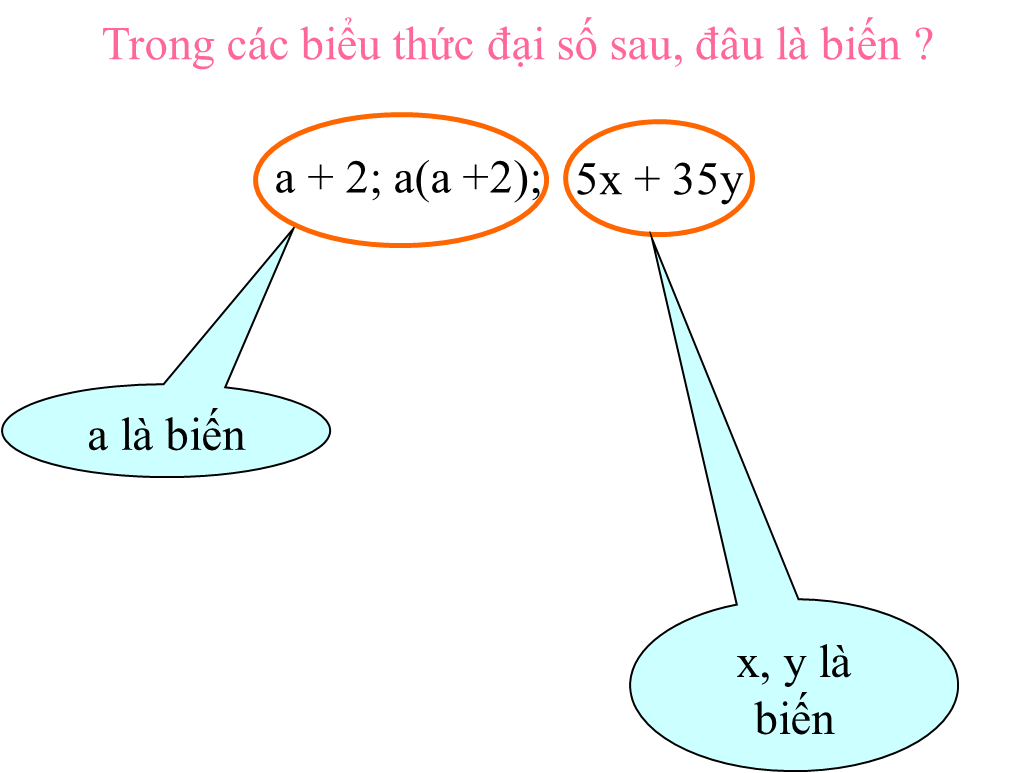 Trong các biểu thức đại số sau, đâu là biến ?
a + 2; a(a +2); 5x + 35y
a là biến
x, y là
biến